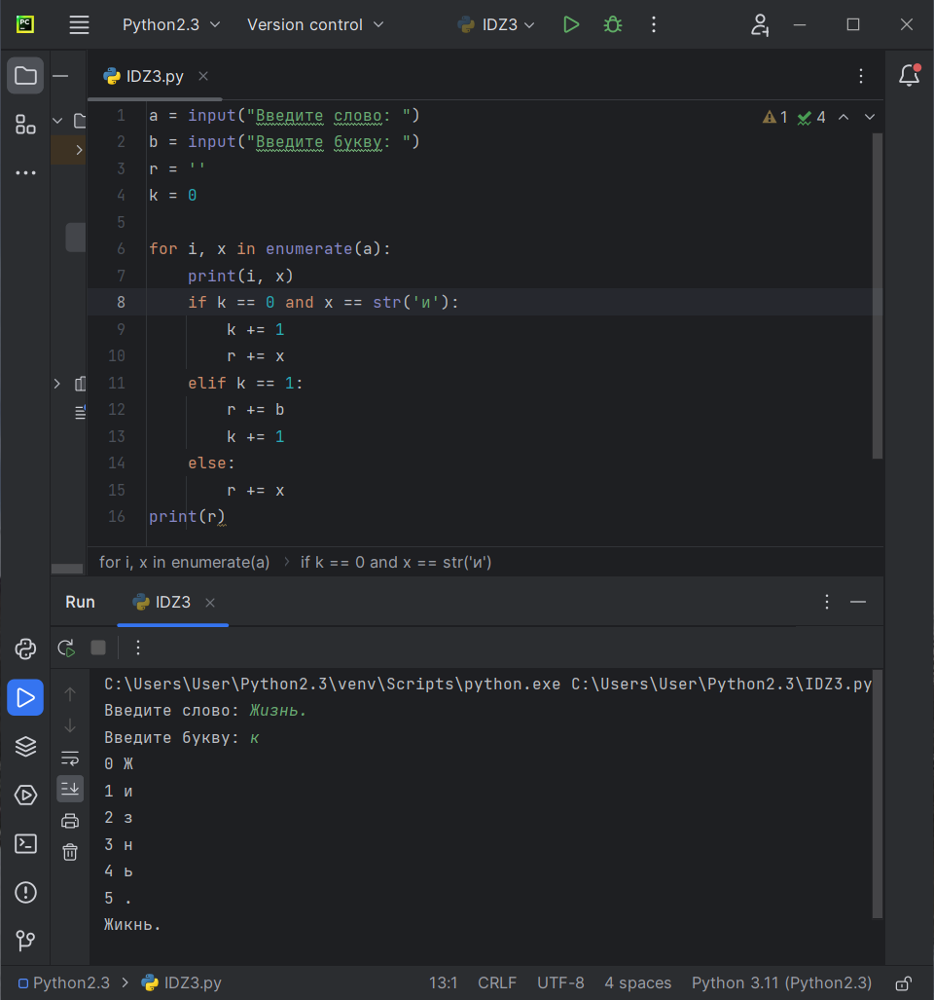 PC
Python2.3
Version control
IDZ3
IDZ3.py
1 a = input("Введите слово: ")
2 b = input("Введите букву: ")
3 r = ''
4 k = 0
5
6 for i, x in enumerate(a):
7 print(i, x)
8 if k == 0 and x == str('и'):
9 k += 1
10 r += x
11 elif k == 1:
12 r += b
13 k += 1
14 else:
15 r += x
16 print(r)
1 4
for i, x in enumerate(a) > if k == 0 and x == str('и')
Run IDZ3
C:\Users\User\Python2.3\venv\Scripts\python.exe C:\Users\User\Python2.3\IDZ3.py
Введите слово: Жизнь.
Введите букву: к
0 Ж
1 и
2 з
3 н
4 ь
5 .
Жикнь.
Python2.3 > IDZ3.py 13:1 CRLF UTF-8 4 spaces Python 3.11 (Python2.3)